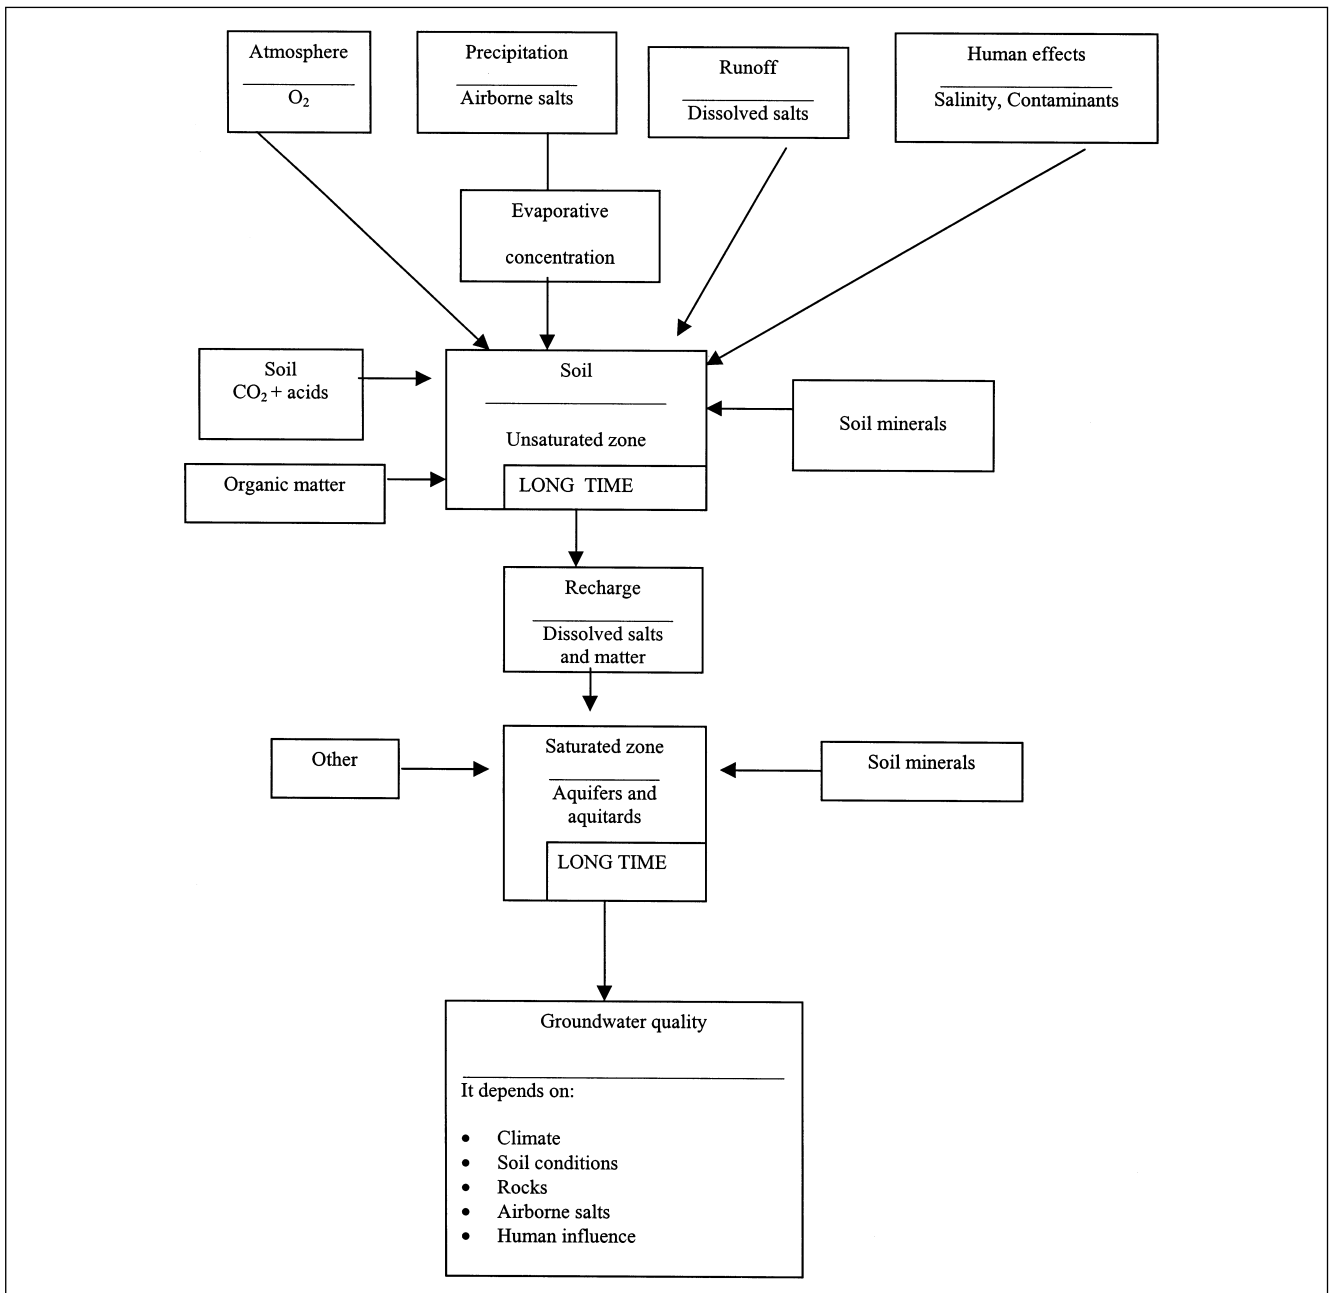 Atmosphere
O₂
Precipitation
Airborne salts
Runoff
Dissolved salts
Human effects
Salinity, Contaminants
Evaporative
concentration
Soil
CO₂ + acids
Soil
Unsaturated zone
LONG TIME
Soil minerals
Organic matter
Recharge
Dissolved salts
and matter
Other
Saturated zone
Aquifers and
aquitards
LONG TIME
Soil minerals
Groundwater quality
It depends on:
• Climate
• Soil conditions
• Rocks
• Airborne salts
• Human influence